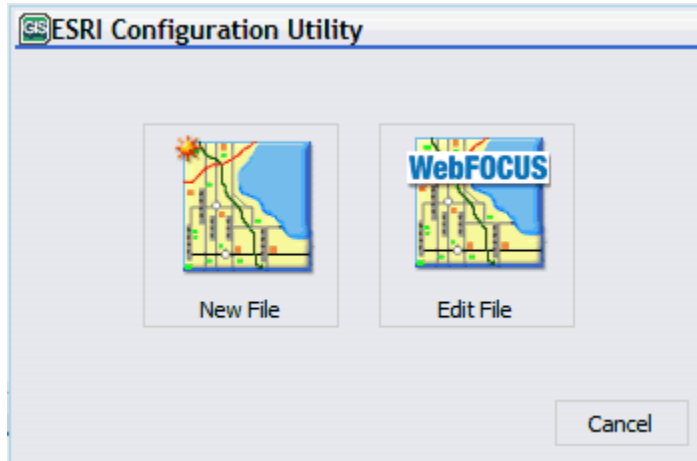 GIS
ESRI Configuration Utility
WebFOCUS
New File
Edit File
Cancel